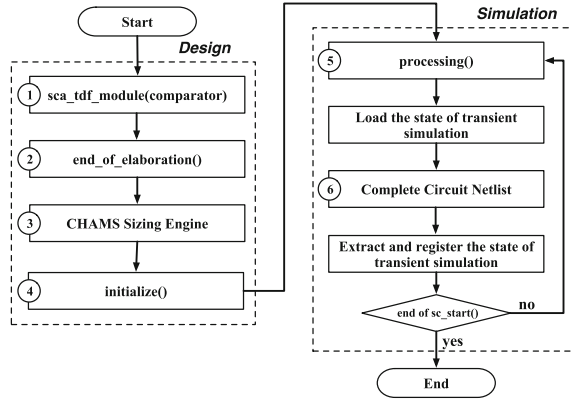 Start
Design
1
sca_tdf_module(comparator)
2
end_of_elaboration()
3
CHAMS Sizing Engine
4
initialize()
Simulation
5
processing()
Load the state of transient
simulation
6
Complete Circuit Netlist
Extract and register the state of
transient simulation
end of sc_start()
no
yes
End